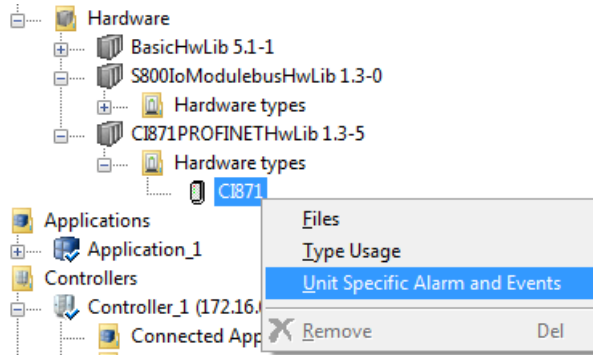 Hardware
BasicHwLib 5.1-1
S800IoModulebusHwLib 1.3-0
Hardware types
CI871PROFINETHwLib 1.3-5
Hardware types
CI871
Applications
Files
Application_1
Type Usage
Controllers
Unit Specific Alarm and Events
Controller_1 (172.16.
Connected App
Remove Del